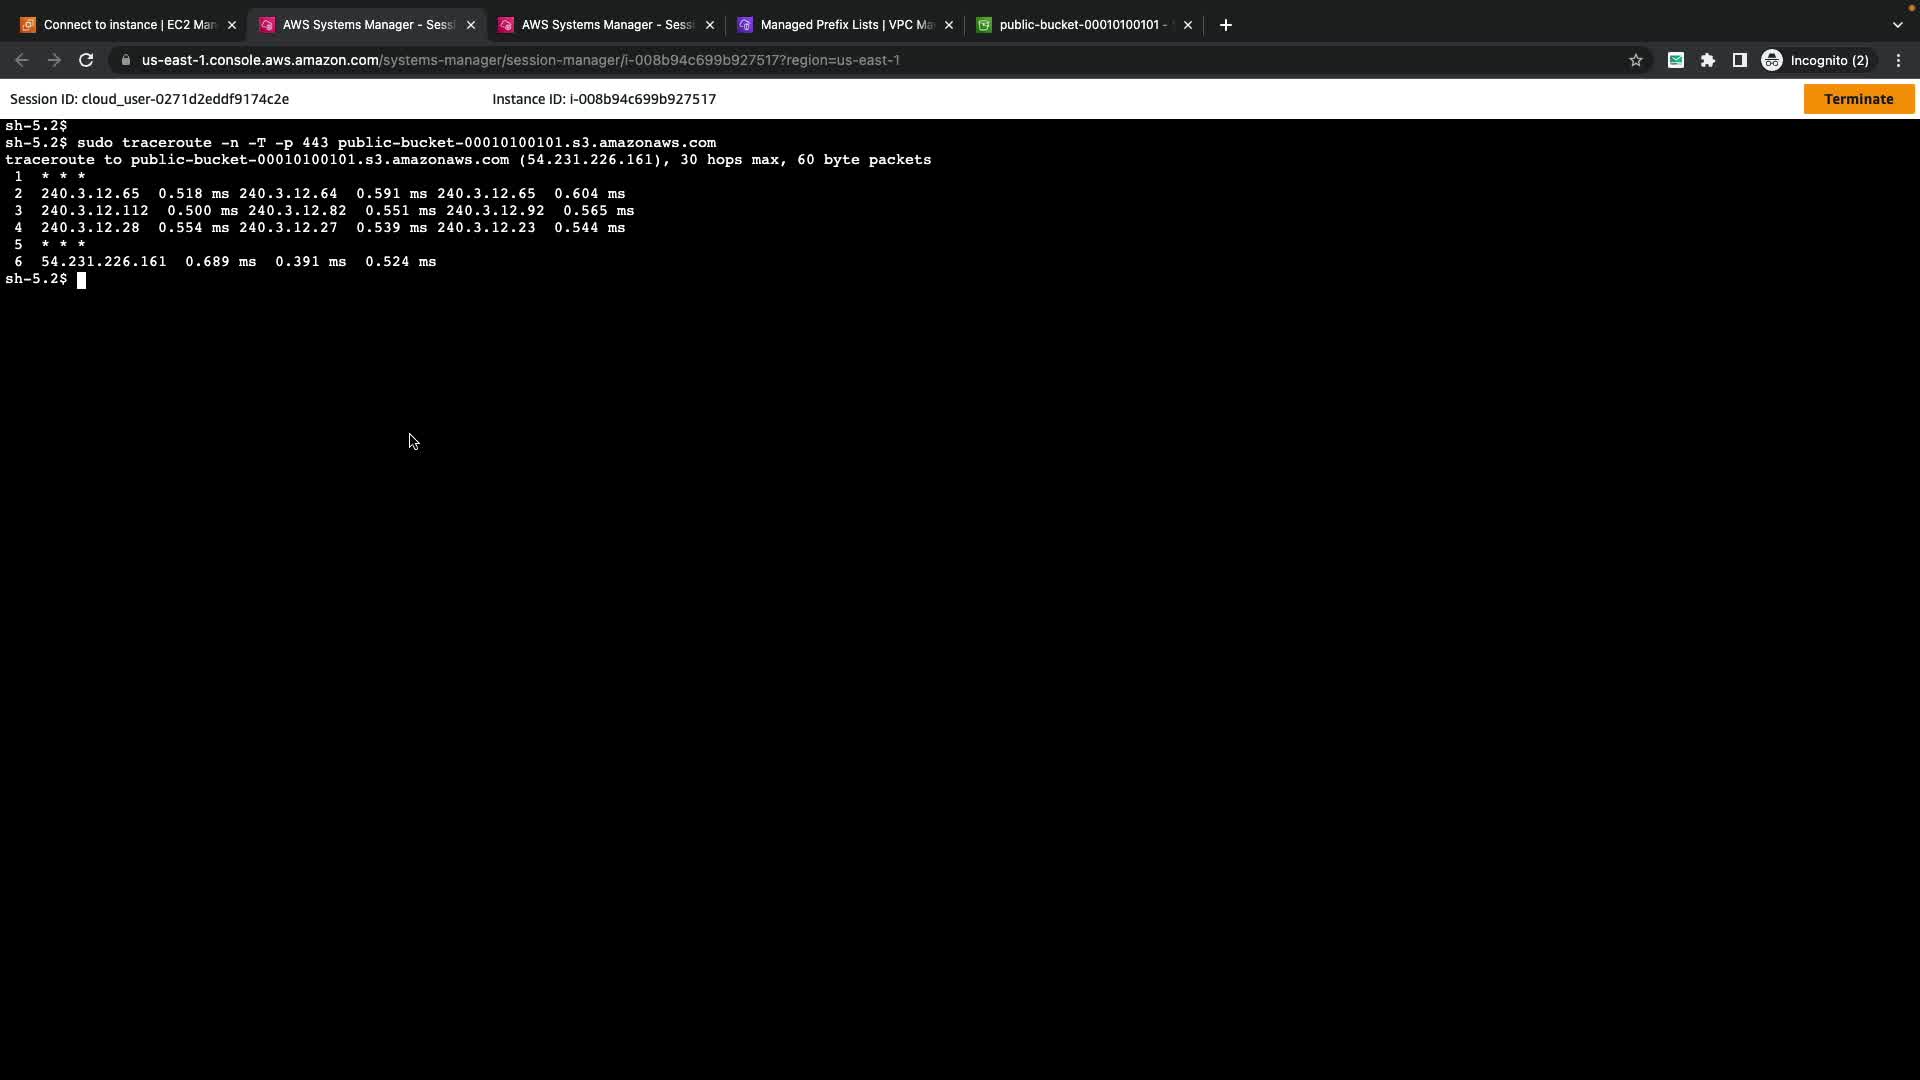 Connect to instance | EC2 Man
AWS Systems Manager - Sessi
AWS Systems Manager - Sessi
Managed Prefix Lists | VPC Ma
public-bucket-00010100101 -
us-east-1.console.aws.amazon.com/systems-manager/session-manager/i-008b94c699b927517?region=us-east-1
Incognito (2)
Session ID: cloud_user-0271d2eddf9174c2e
Instance ID: i-008b94c699b927517
Terminate
sh-5.2$
sh-5.2$ sudo traceroute -n -T -p 443 public-bucket-00010100101.s3.amazonaws.com
traceroute to public-bucket-00010100101.s3.amazonaws.com (54.231.226.161), 30 hops max, 60 byte packets
1 * * *
2 240.3.12.65 0.518 ms 240.3.12.64 0.591 ms 240.3.12.65 0.604 ms
3 240.3.12.112 0.500 ms 240.3.12.82 0.551 ms 240.3.12.92 0.565 ms
4 240.3.12.28 0.554 ms 240.3.12.27 0.539 ms 240.3.12.23 0.544 ms
5 * * *
6 54.231.226.161 0.689 ms 0.391 ms 0.524 ms
sh-5.2$